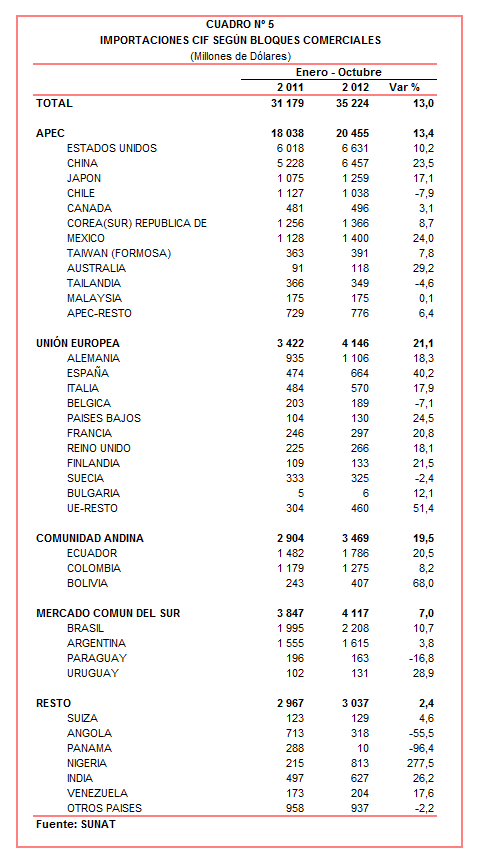 CUADRO Nº 5
IMPORTACIONES CIF SEGÚN BLOQUES COMERCIALES
(Millones de Dólares)
Enero - Octubre
2 011 2 012 Var %
TOTAL 31 179 35 224 13,0
APEC 18 038 20 455 13,4
ESTADOS UNIDOS 6 018 6 631 10,2
CHINA 5 228 6 457 23,5
JAPON 1 075 1 259 17,1
CHILE 1 127 1 038 -7,9
CANADA 481 496 3,1
COREA(SUR) REPUBLICA DE 1 256 1 366 8,7
MEXICO 1 128 1 400 24,0
TAIWAN (FORMOSA) 363 391 7,8
AUSTRALIA 91 118 29,2
TAILANDIA 366 349 -4,6
MALAYSIA 175 175 0,1
APEC-RESTO 729 776 6,4
UNIÓN EUROPEA 3 422 4 146 21,1
ALEMANIA 935 1 106 18,3
ESPAÑA 474 664 40,2
ITALIA 484 570 17,9
BELGICA 203 189 -7,1
PAISES BAJOS 104 130 24,5
FRANCIA 246 297 20,8
REINO UNIDO 225 266 18,1
FINLANDIA 109 133 21,5
SUECIA 333 325 -2,4
BULGARIA 5 6 12,1
UE-RESTO 304 460 51,4
COMUNIDAD ANDINA 2 904 3 469 19,5
ECUADOR 1 482 1 786 20,5
COLOMBIA 1 179 1 275 8,2
BOLIVIA 243 407 68,0
MERCADO COMUN DEL SUR 3 847 4 117 7,0
BRASIL 1 995 2 208 10,7
ARGENTINA 1 555 1 615 3,8
PARAGUAY 196 163 -16,8
URUGUAY 102 131 28,9
RESTO 2 967 3 037 2,4
SUIZA 123 129 4,6
ANGOLA 713 318 -55,5
PANAMA 288 10 -96,4
NIGERIA 215 813 277,5
INDIA 497 627 26,2
VENEZUELA 173 204 17,6
OTROS PAISES 958 937 -2,2
Fuente: SUNAT